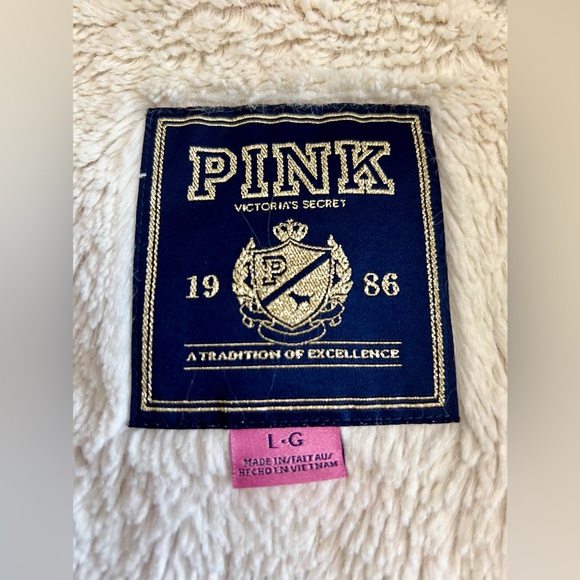 PINK
VICTORIA'S SECRET
P
19 86
A TRADITION OF EXCELLENCE
L•G
MADE IN/FAIT AU/
HECHO EN VIETNAM